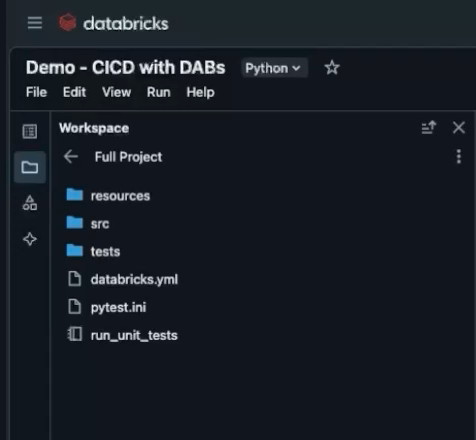 databricks
Demo - CICD with DABs Python
File Edit View Run Help
Workspace
Full Project
resources
src
tests
databricks.yml
pytest.ini
run_unit_tests